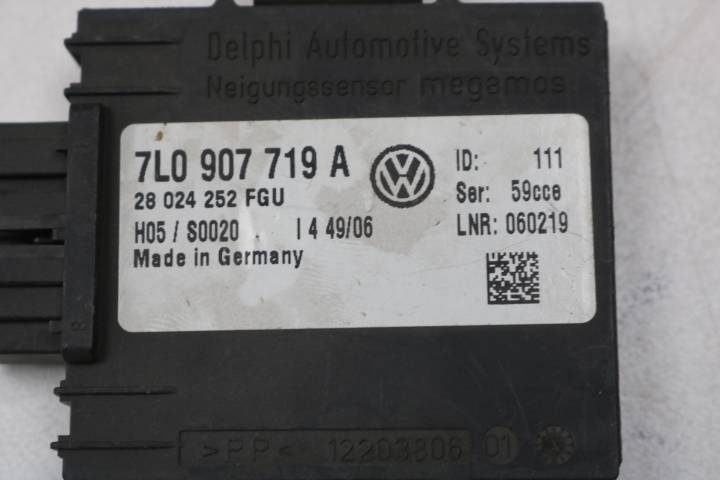 Delphi Automotive Systems
Neigungssensor megamos
7L0 907 719 A
28 024 252 FGU
H05 / S0020 I 4 49/06
Made in Germany
ID: 111
Ser: 59cce
LNR: 060219
>PP< 12203806 01